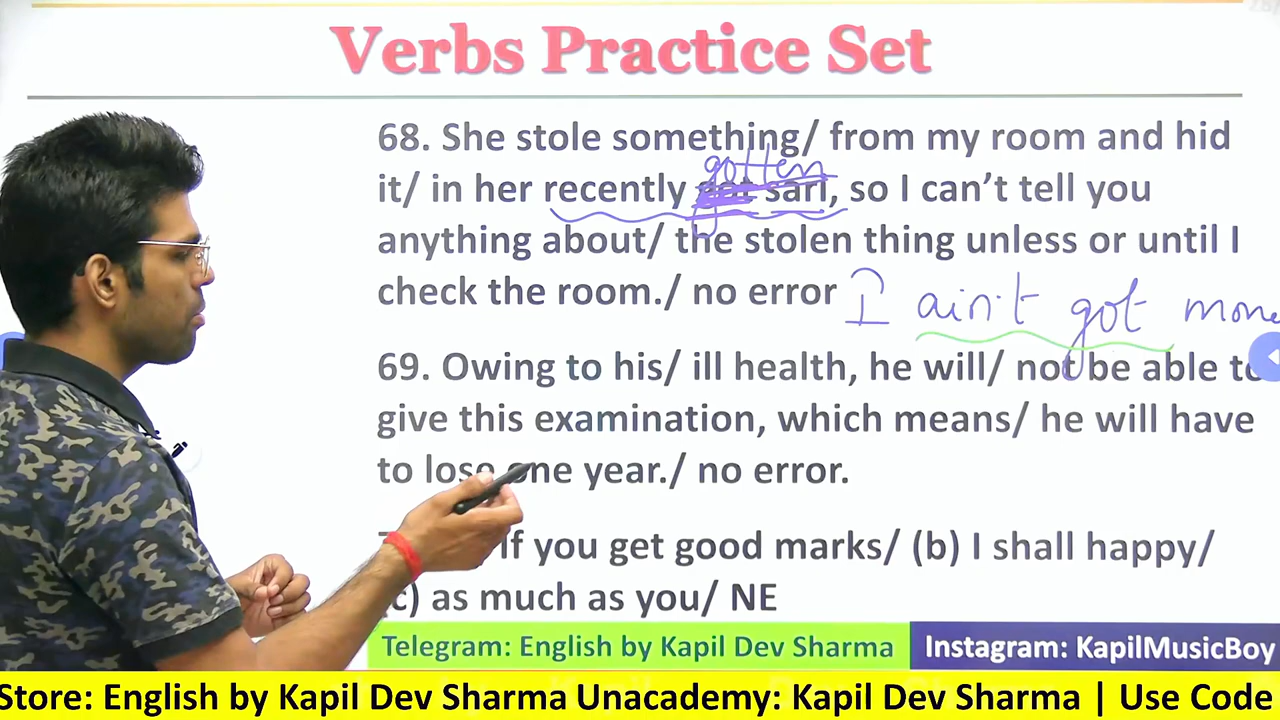 Verbs Practice Set
68. She stole something/ from my room and hid
gotten
it/ in her recently got sari, so I can’t tell you
anything about/ the stolen thing unless or until I
check the room./ no error
I ain't got mone
69. Owing to his/ ill health, he will/ not be able to
give this examination, which means/ he will have
to lose one year./ no error.
If you get good marks/ (b) I shall happy/
(c) as much as you/ NE
Telegram: English by Kapil Dev Sharma
Instagram: KapilMusicBoy
Store: English by Kapil Dev Sharma Unacademy: Kapil Dev Sharma | Use Code